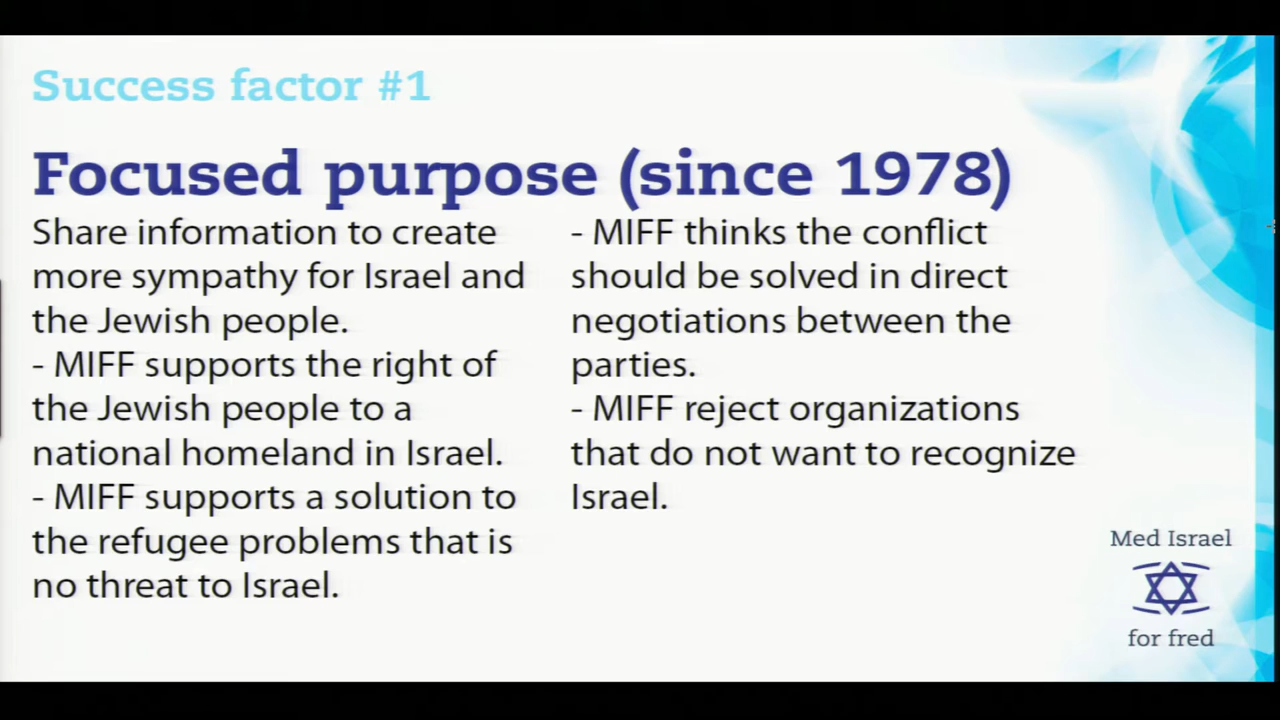 Success factor #1
Focused purpose (since 1978)
Share information to create
more sympathy for Israel and
the Jewish people.
- MIFF supports the right of
the Jewish people to a
national homeland in Israel.
- MIFF supports a solution to
the refugee problems that is
no threat to Israel.
- MIFF thinks the conflict
should be solved in direct
negotiations between the
parties.
- MIFF reject organizations
that do not want to recognize
Israel.
Med Israel
for fred